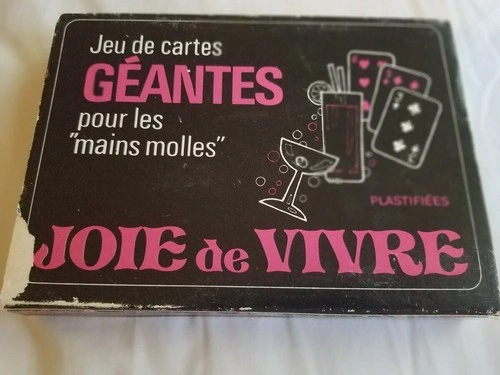 Jeu de cartes
GÉANTES
pour les
"mains molles"
PLASTIFIÉES
JOIE de VIVRE